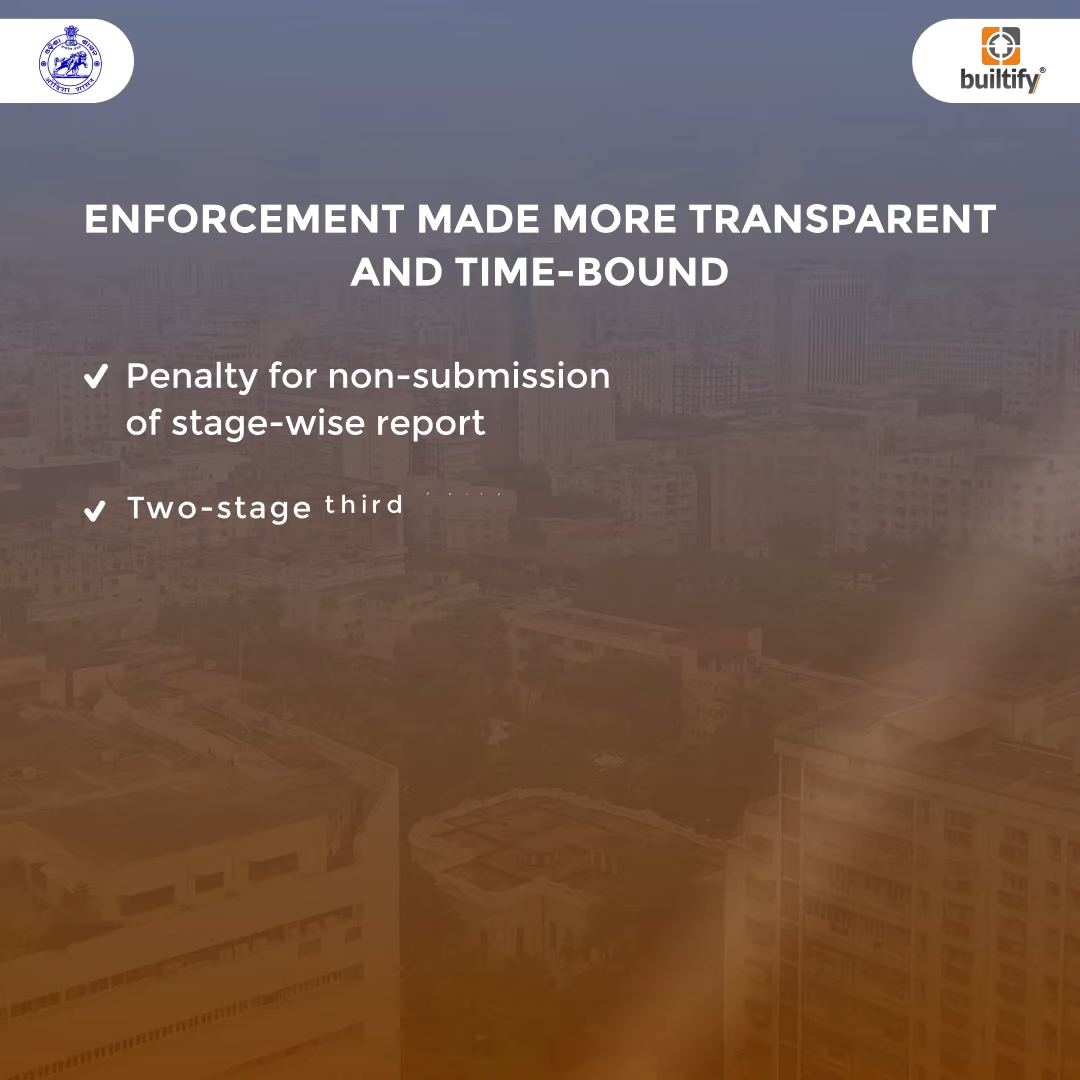 builtify®
ENFORCEMENT MADE MORE TRANSPARENT
AND TIME-BOUND
Penalty for non-submission
of stage-wise report
Two-stage third